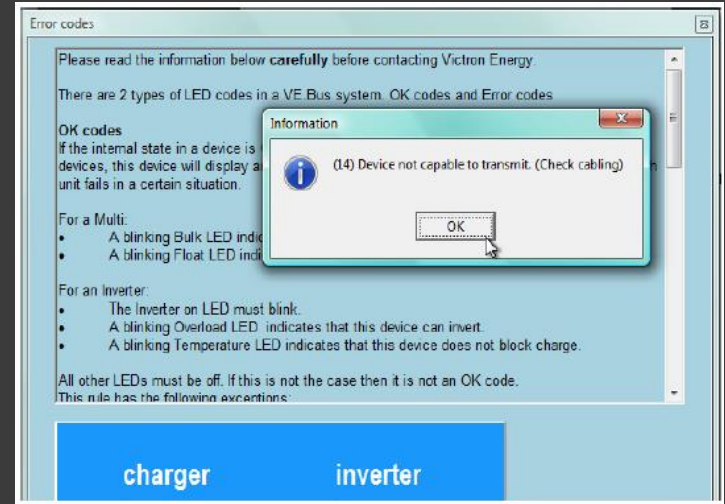 Error codes
Please read the information below carefully before contacting Victron Energy.
There are 2 types of LED codes in a VE.Bus system. OK codes and Error codes
OK codes
If the internal state in a device is
devices, this device will display
unit fails in a certain situation.
Information
(14) Device not capable to transmit. (Check cabling)
OK
For a Multi:
• A blinking Bulk LED
• A blinking Float LED
For an Inverter:
• The Inverter on LED must blink.
• A blinking Overload LED indicates that this device can invert.
• A blinking Temperature LED indicates that this device does not block charge.
All other LEDs must be off. If this is not the case then it is not an OK code.
This rule has the following exceptions:
charger inverter